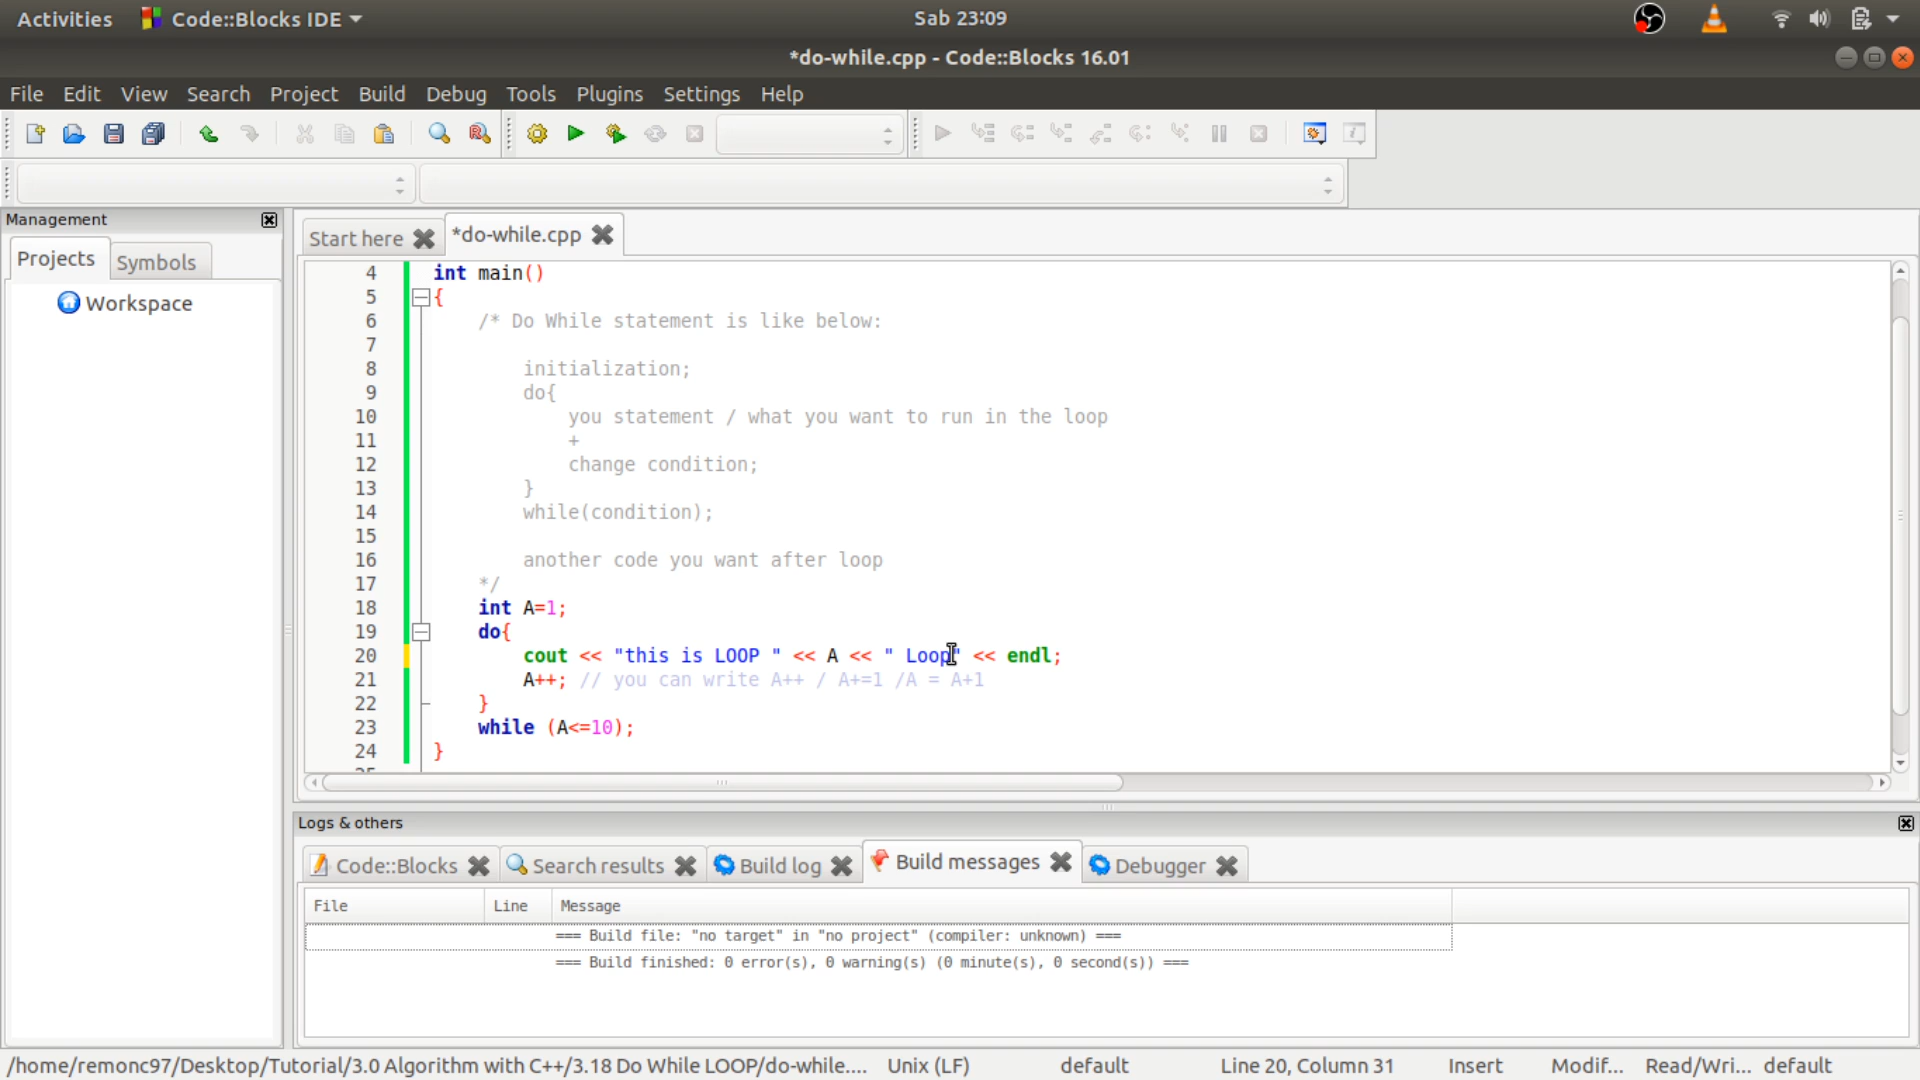 Activities Code::Blocks IDE Sab 23:09
*do-while.cpp - Code::Blocks 16.01
File Edit View Search Project Build Debug Tools Plugins Settings Help
Management
Start here *do-while.cpp
Projects Symbols
Workspace
4 int main()
5 {
6 /* Do While statement is like below:
7
8 initialization;
9 do{
10 you statement / what you want to run in the loop
11 +
12 change condition;
13 }
14 while(condition);
15
16 another code you want after loop
17 */
18 int A=1;
19 do{
20 cout << "this is LOOP " << A << " Loop" << endl;
21 A++; // you can write A++ / A+=1 /A = A+1
22 }
23 while (A<=10);
24 }
25
Logs & others
Code::Blocks Search results Build log Build messages Debugger
File Line Message
=== Build file: "no target" in "no project" (compiler: unknown) ===
=== Build finished: 0 error(s), 0 warning(s) (0 minute(s), 0 second(s)) ===
/home/remonc97/Desktop/Tutorial/3.0 Algorithm with C++/3.18 Do While LOOP/do-while.... Unix (LF) default Line 20, Column 31 Insert Modif... Read/Wri... default